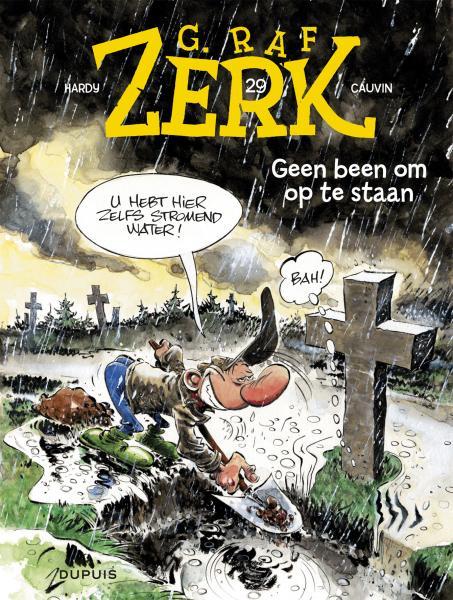 G. RAF
ZERK
HARDY
29
CAUVIN
Geen been om
op te staan
U HEBT HIER
ZELFS STROMEND
WATER!
BAH!
DUPUIS